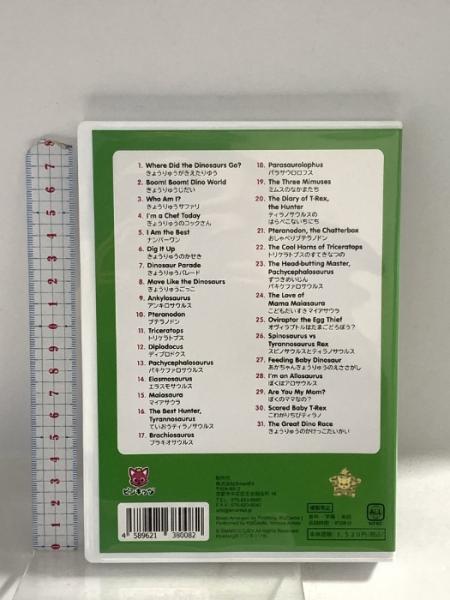 1. Where Did the Dinosaurs Go?
きょうりゅうがきえたりゆう
2. Boom! Boom! Dino World
きょうりゅうじだい
3. Who Am I?
きょうりゅうサファリ
4. I'm a Chef Today
きょうりゅうのコックさん
5. I Am the Best
ナンバーワン
6. Dig It Up
きょうりゅうのかせき
7. Dinosaur Parade
きょうりゅうパレード
8. Move Like the Dinosaurs
きょうりゅうごっこ
9. Ankylosaurus
アンキロサウルス
10. Pteranodon
プテラノドン
11. Triceratops
トリケラトプス
12. Diplodocus
ディプロドクス
13. Pachycephalosaurus
パキケファロサウルス
14. Elasmosaurus
エラスモサウルス
15. Maiasaura
マイアサウラ
16. The Best Hunter,
Tyrannosaurus
ていおうティラノサウルス
17. Brachiosaurus
ブラキオサウルス
18. Parasaurolophus
パラサウロロフス
19. The Three Mimuses
ミムスのなかまたち
20. The Diary of T-Rex,
the Hunter
ティラノサウルスの
はらぺこないちにち
21. Pteranodon, the Chatterbox
おしゃべりプテラノドン
22. The Cool Horns of Triceratops
トリケラトプスのすてきなつの
23. The Head-butting Master,
Pachycephalosaurus
ずつきめいじん
パキケファロサウルス
24. The Love of
Mama Maiasaura
こどもだいすきマイアサウラ
25. Oviraptor the Egg Thief
オヴィラプトルはたまごどろぼう?
26. Spinosaurus vs
Tyrannosaurus Rex
スピノサウルスとティラノサウルス
27. Feeding Baby Dinosaur
あかちゃんきょうりゅうのえささがし
28. I'm an Allosaurus
ぼくはアロサウルス
29. Are You My Mom?
ぼくのママなの?
30. Scared Baby T-Rex
こわがりちびティラノ
31. The Great Dino Race
きょうりゅうのかけっこたいかい
ピンキッツ
4 589621 380082
複製禁止
ALL